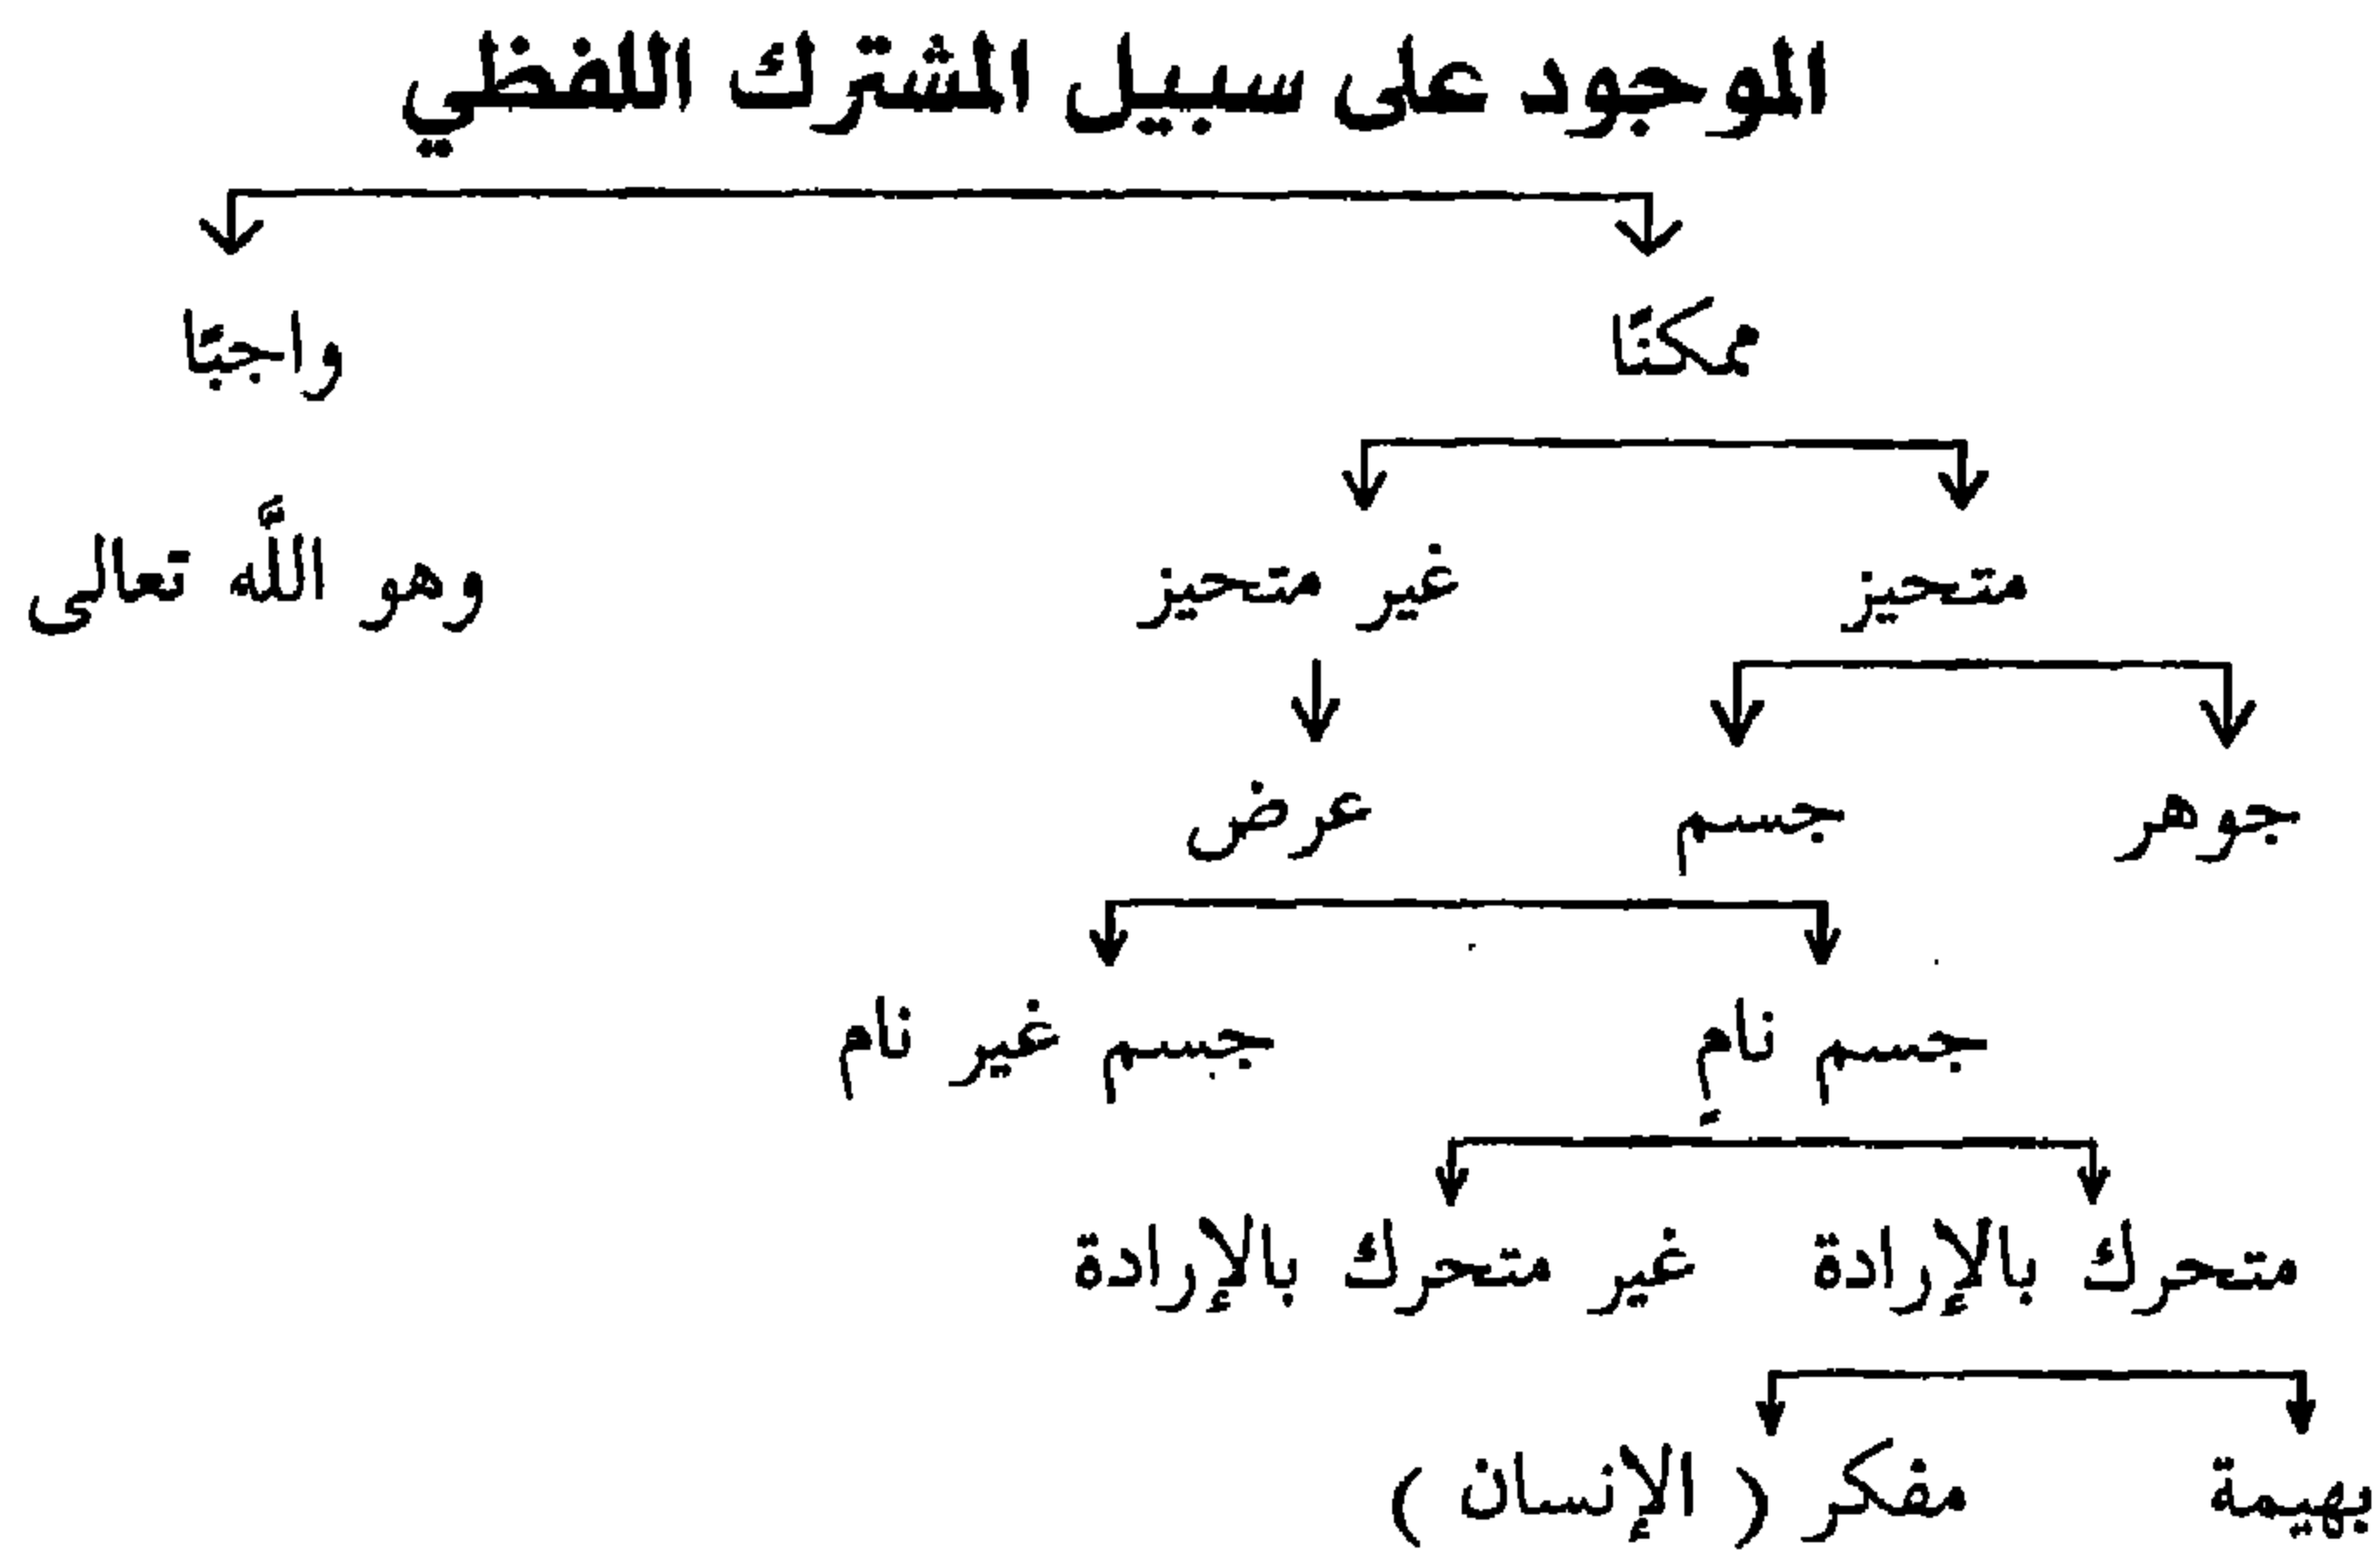 الموجود على سبيل المشترك اللفظي
ممكنًا واجبًا
متحيز غير متحيز وهو اللَّه تعالى
جوهر جسم عرض
جسم نامٍ جسم غير نام
متحرك بالإرادة غير متحرك بالإرادة
بهيمة مفكر ( الإنسان )